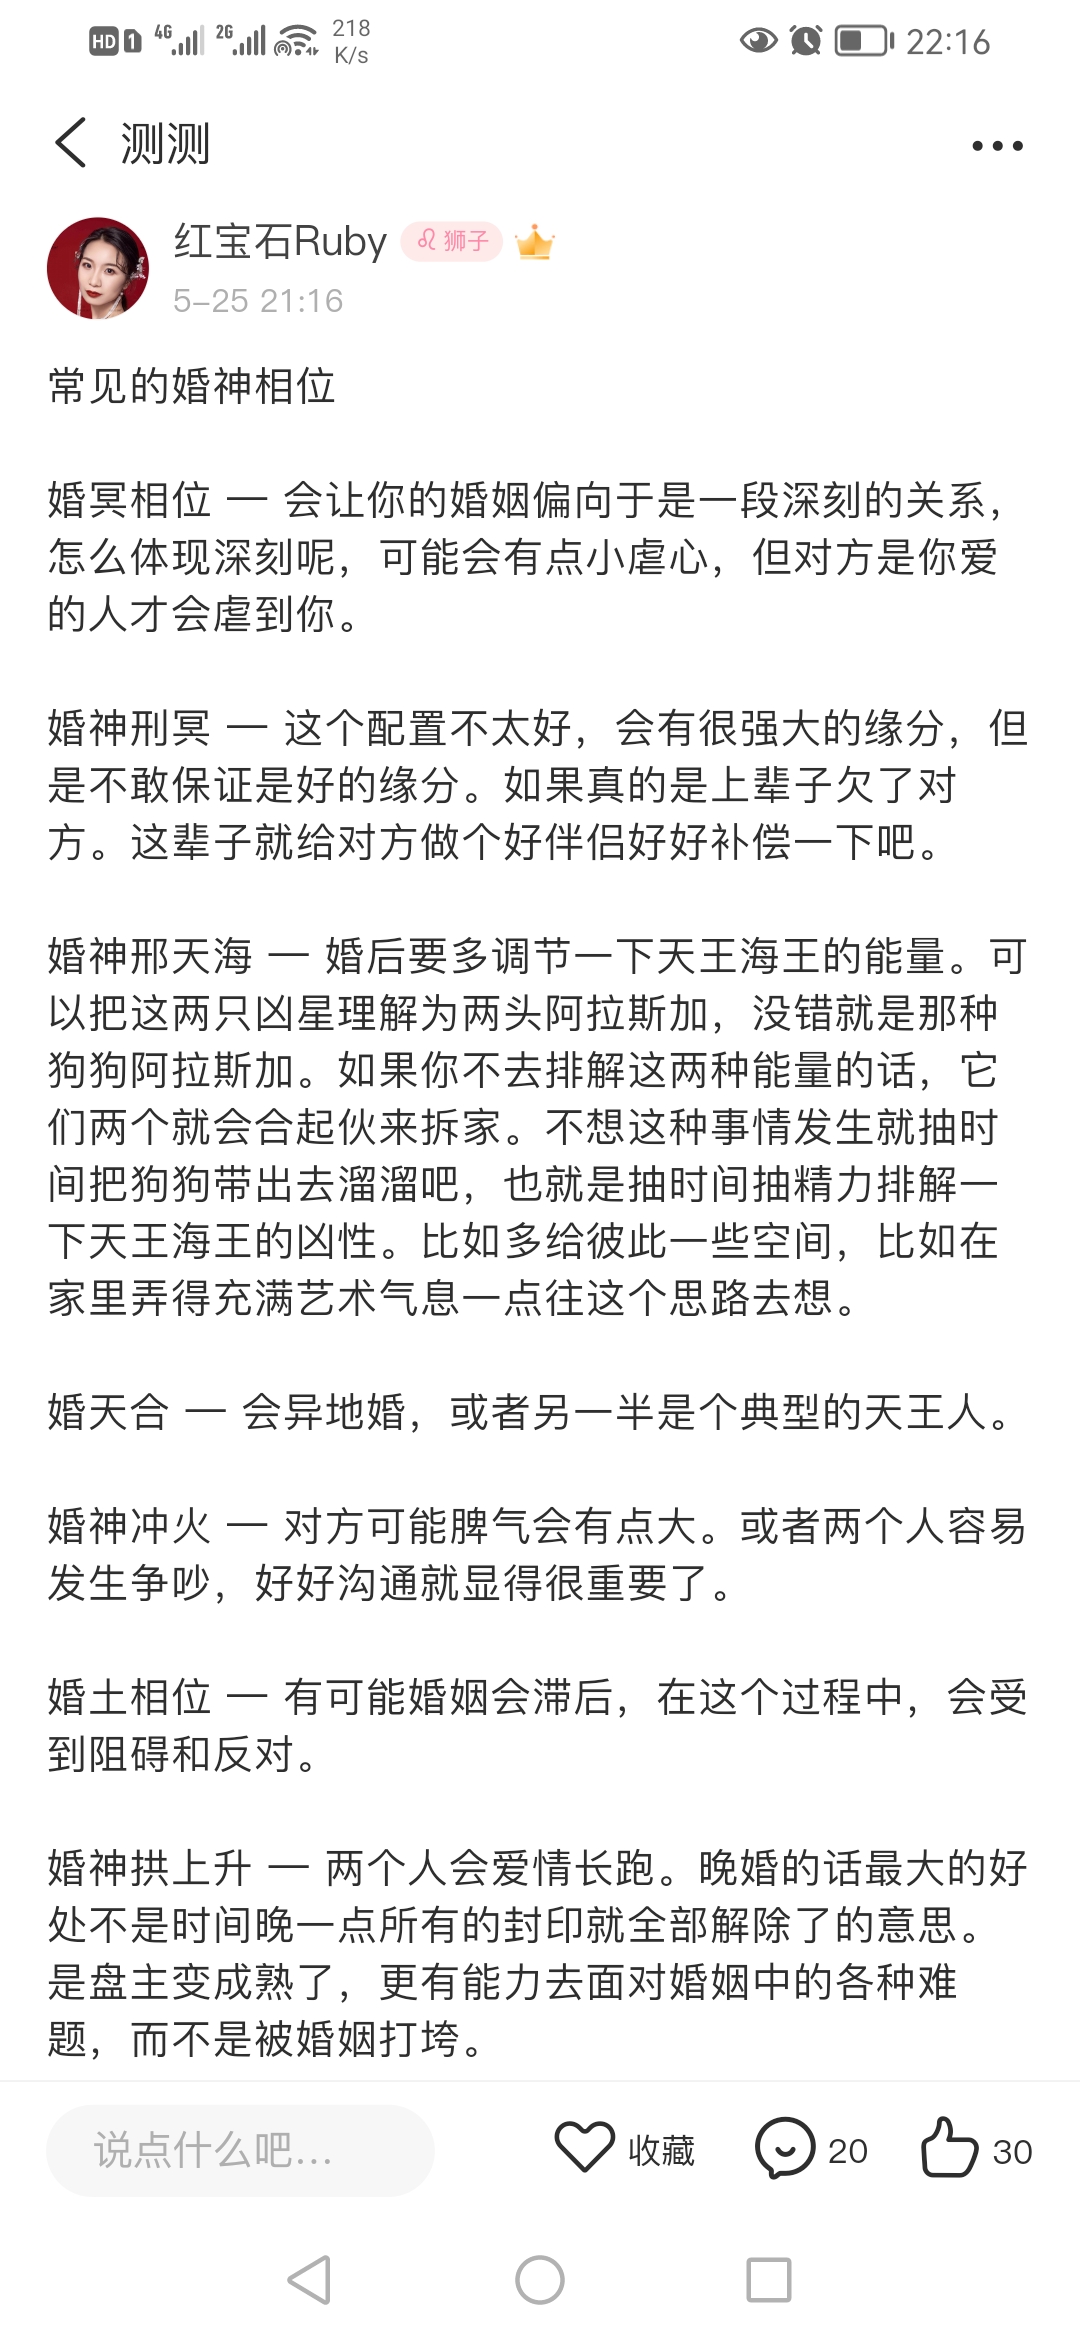 HD 1 4G 2G 218 K/s 22:16
测测
红宝石Ruby 狮子
5-25 21:16
常见的婚神相位
婚冥相位 — 会让你的婚姻偏向于是一段深刻的关系，
怎么体现深刻呢，可能会有点小虐心，但对方是你爱
的人才会虐到你。
婚神刑冥 — 这个配置不太好，会有很强大的缘分，但
是不敢保证是好的缘分。如果真的是上辈子欠了对
方。这辈子就给对方做个好伴侣好好补偿一下吧。
婚神邢天海 — 婚后要多调节一下天王海王的能量。可
以把这两只凶星理解为两头阿拉斯加，没错就是那种
狗狗阿拉斯加。如果你不去排解这两种能量的话，它
们两个就会合起伙来拆家。不想这种事情发生就抽时
间把狗狗带出去溜溜吧，也就是抽时间抽精力排解一
下天王海王的凶性。比如多给彼此一些空间，比如在
家里弄得充满艺术气息一点往这个思路去想。
婚天合 — 会异地婚，或者另一半是个典型的天王人。
婚神冲火 — 对方可能脾气会有点大。或者两个人容易
发生争吵，好好沟通就显得很重要了。
婚土相位 — 有可能婚姻会滞后，在这个过程中，会受
到阻碍和反对。
婚神拱上升 — 两个人会爱情长跑。晚婚的话最大的好
处不是时间晚一点所有的封印就全部解除了的意思。
是盘主变成熟了，更有能力去面对婚姻中的各种难
题，而不是被婚姻打垮。
说点什么吧... 收藏 20 30